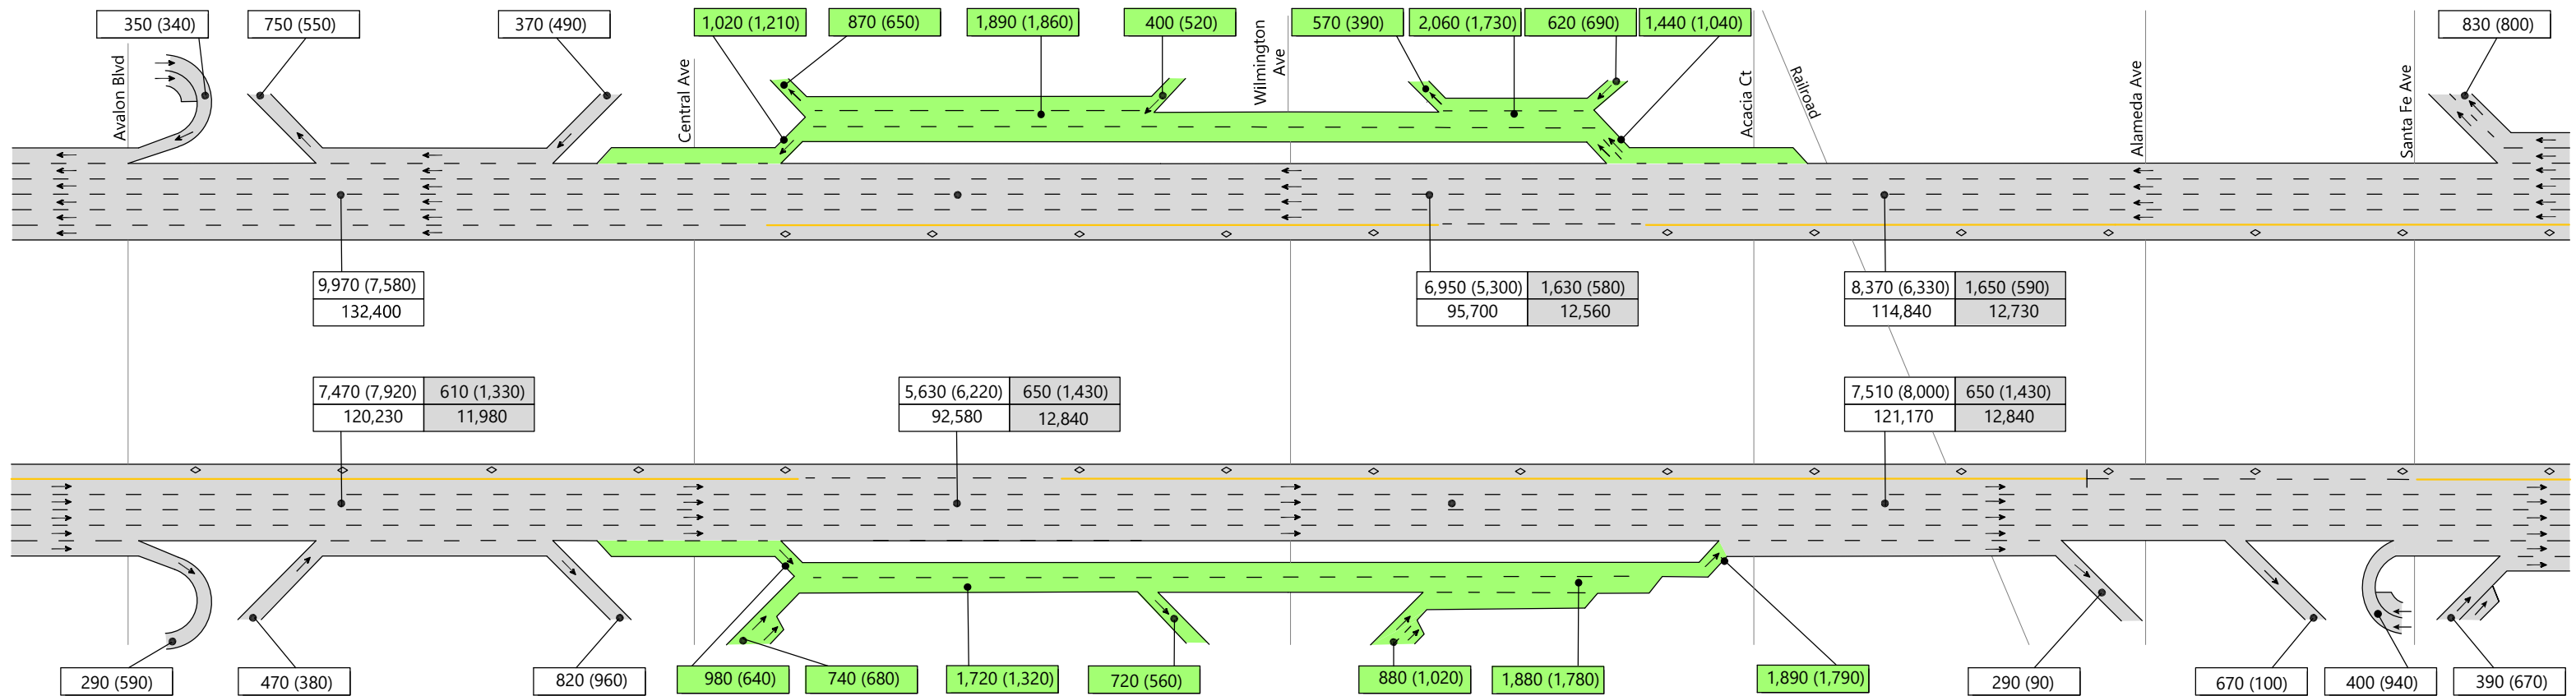 350 (340)
750 (550)
370 (490)
1,020 (1,210)
870 (650)
1,890 (1,860)
400 (520)
570 (390)
2,060 (1,730)
620 (690)
1,440 (1,040)
830 (800)
Avalon Blvd
Central Ave
Wilmington
Ave
Acacia Ct
Railroad
Alameda Ave
Santa Fe Ave
9,970 (7,580)
132,400
6,950 (5,300) 1,630 (580)
95,700 12,560
8,370 (6,330) 1,650 (590)
114,840 12,730
7,470 (7,920) 610 (1,330)
120,230 11,980
5,630 (6,220) 650 (1,430)
92,580 12,840
7,510 (8,000) 650 (1,430)
121,170 12,840
290 (590)
470 (380)
820 (960)
980 (640)
740 (680)
1,720 (1,320)
720 (560)
880 (1,020)
1,880 (1,780)
1,890 (1,790)
290 (90)
670 (100)
400 (940)
390 (670)